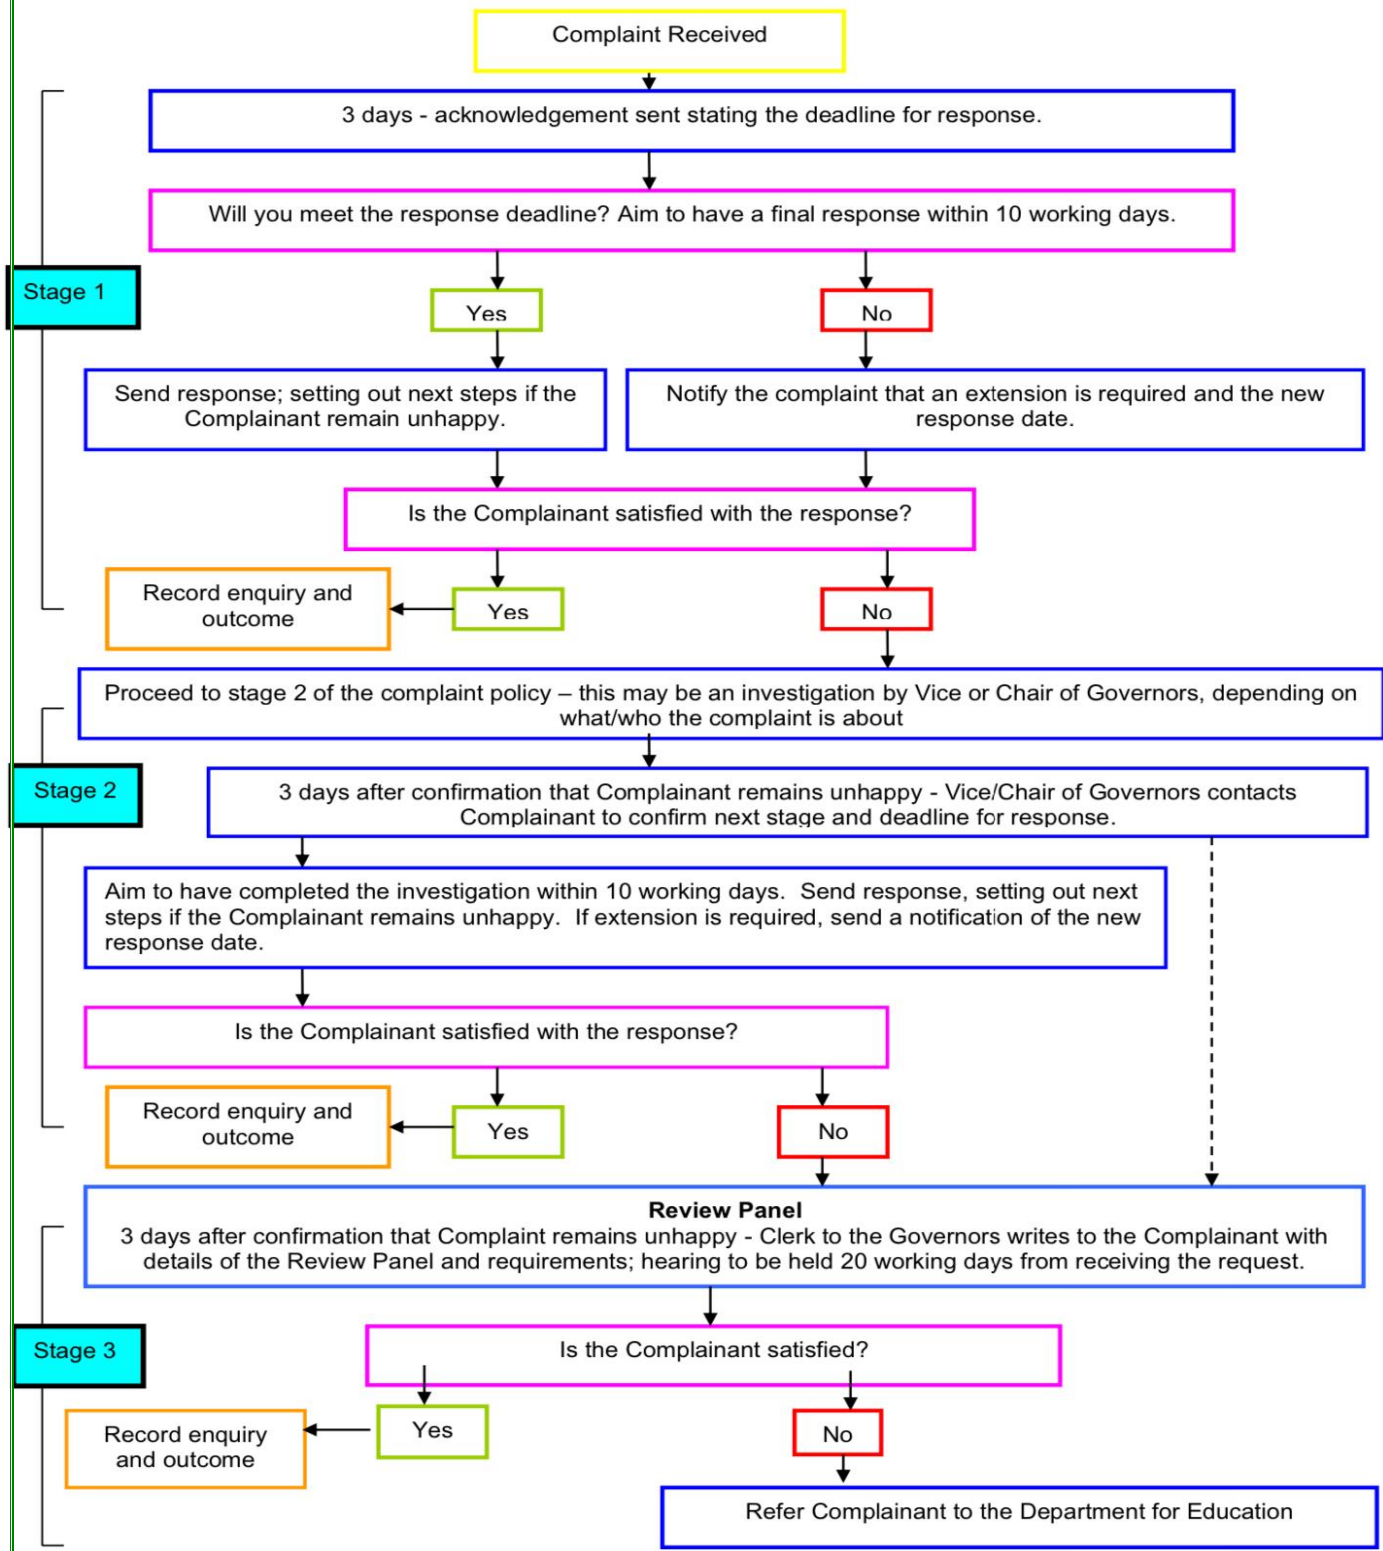 Complaint Received
3 days - acknowledgement sent stating the deadline for response.
Will you meet the response deadline? Aim to have a final response within 10 working days.
Stage 1
Yes
No
Send response; setting out next steps if the
Complainant remain unhappy.
Notify the complaint that an extension is required and the new
response date.
Is the Complainant satisfied with the response?
Record enquiry and
outcome
Yes
No
Proceed to stage 2 of the complaint policy – this may be an investigation by Vice or Chair of Governors, depending on
what/who the complaint is about
Stage 2
3 days after confirmation that Complainant remains unhappy - Vice/Chair of Governors contacts
Complainant to confirm next stage and deadline for response.
Aim to have completed the investigation within 10 working days.  Send response, setting out next
steps if the Complainant remains unhappy.  If extension is required, send a notification of the new
response date.
Is the Complainant satisfied with the response?
Record enquiry and
outcome
Yes
No
Review Panel
3 days after confirmation that Complaint remains unhappy - Clerk to the Governors writes to the Complainant with
details of the Review Panel and requirements; hearing to be held 20 working days from receiving the request.
Stage 3
Is the Complainant satisfied?
Record enquiry
and outcome
Yes
No
Refer Complainant to the Department for Education